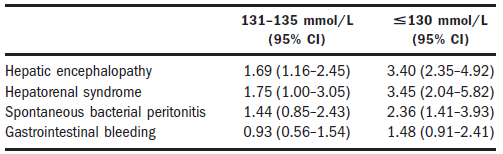 131–135 mmol/L ≤130 mmol/L
(95% CI) (95% CI)
Hepatic encephalopathy 1.69 (1.16–2.45) 3.40 (2.35–4.92)
Hepatorenal syndrome 1.75 (1.00–3.05) 3.45 (2.04–5.82)
Spontaneous bacterial peritonitis 1.44 (0.85–2.43) 2.36 (1.41–3.93)
Gastrointestinal bleeding 0.93 (0.56–1.54) 1.48 (0.91–2.41)